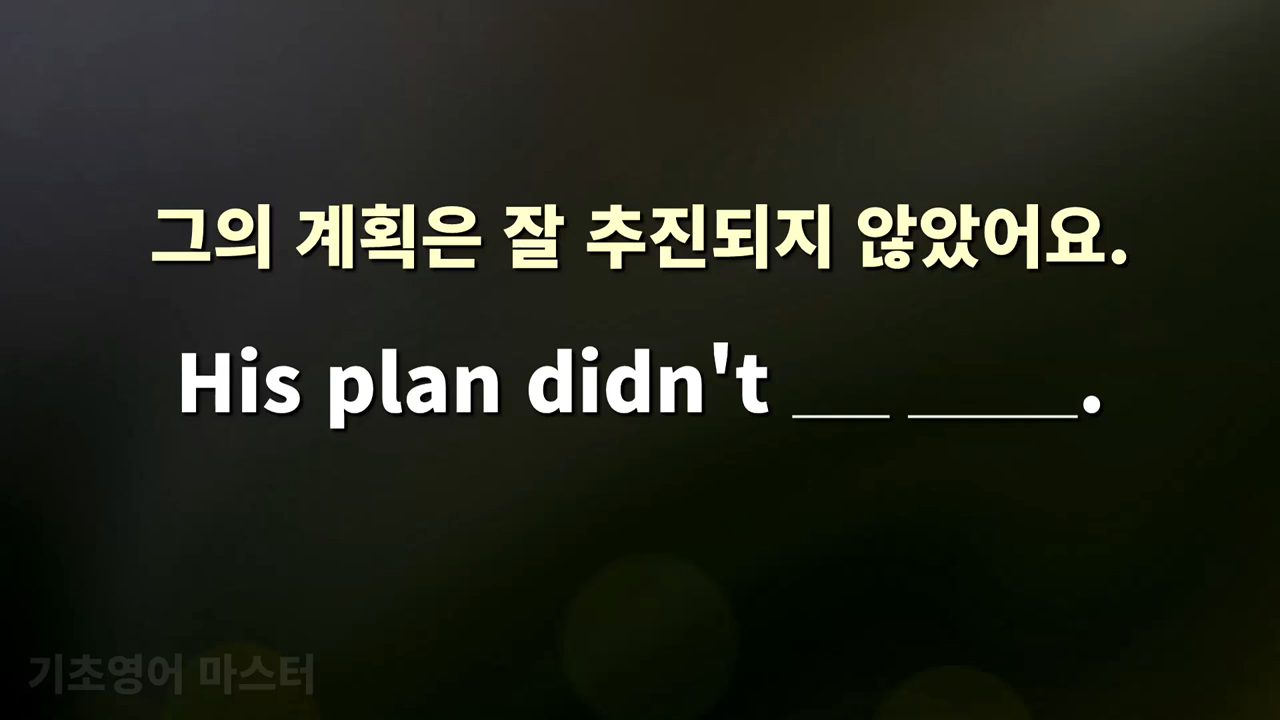 그의 계획은 잘 추진되지 않았어요.
His plan didn't __ ____.
기초영어 마스터